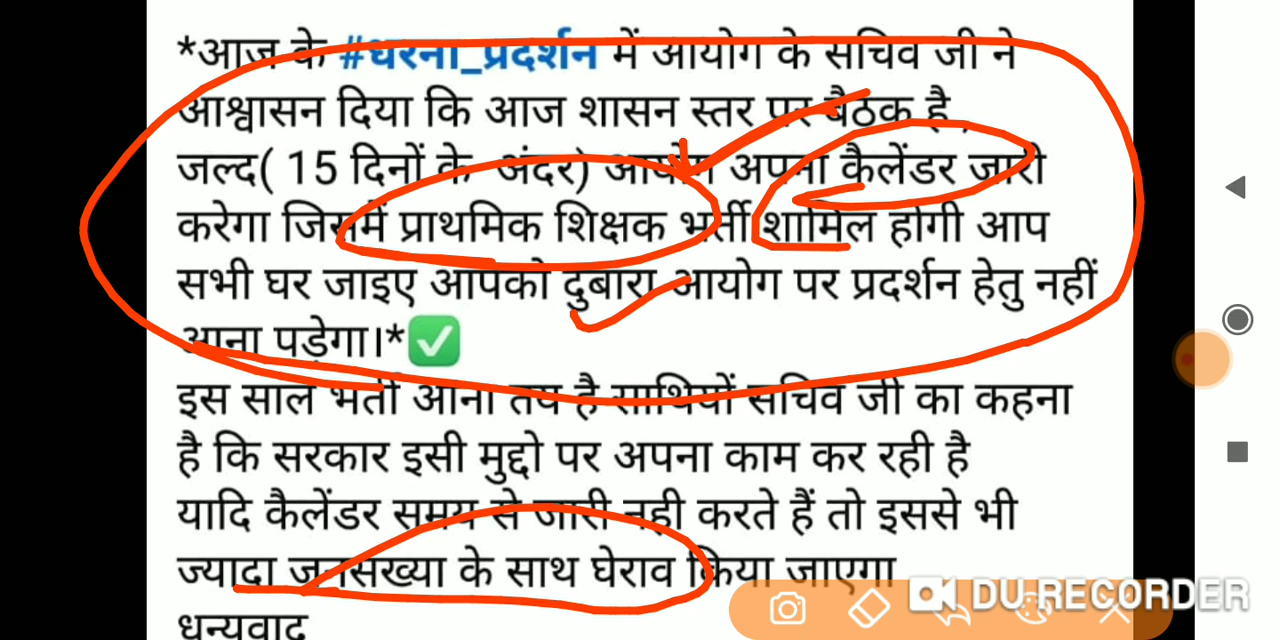 *आज के #धरना_प्रदर्शन में आयोग के सचिव जी ने
आश्वासन दिया कि आज शासन स्तर पर बैठक है ,
जल्द( 15 दिनों के अंदर) आयोग अपना कैलेंडर जारी
करेगा जिसमें प्राथमिक शिक्षक भर्ती शामिल होगी आप
सभी घर जाइए आपको दुबारा आयोग पर प्रदर्शन हेतु नहीं
आना पड़ेगा।*✅
इस साल भर्ती आना तय है साथियों सचिव जी का कहना
है कि सरकार इसी मुद्दो पर अपना काम कर रही है
यादि कैलेंडर समय से जारी नही करते हैं तो इससे भी
ज्यादा जनसख्या के साथ घेराव किया जाएगा
धन्यवाद
DU RECORDER